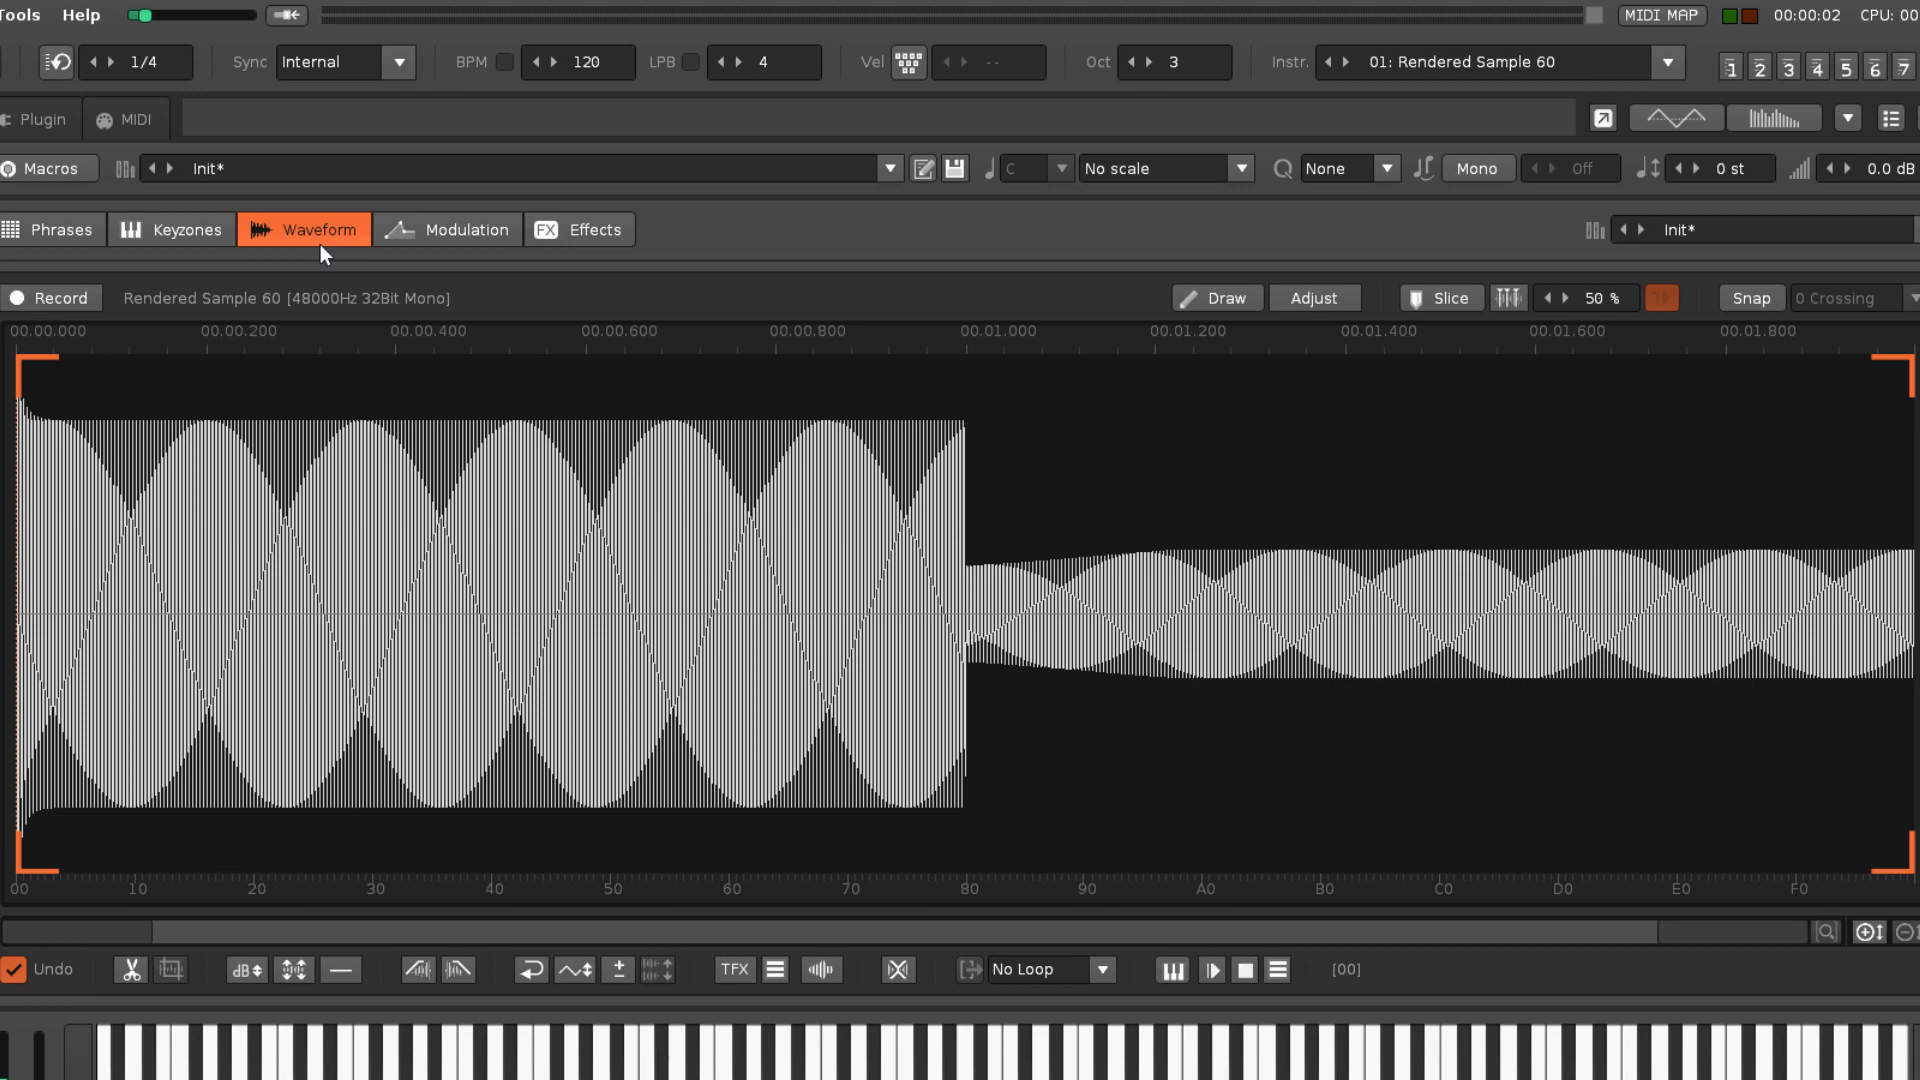 Tools Help MIDI MAP 00:00:02 CPU: 00
1/4 Sync Internal BPM 120 LPB 4 Vel -- Oct 3 Instr. 01: Rendered Sample 60 1 2 3 4 5 6 7
Plugin MIDI
Macros Init* C No scale None Mono Off 0 st 0.0 dB
Phrases Keyzones Waveform Modulation FX Effects Init*
Record Rendered Sample 60 [48000Hz 32Bit Mono] Draw Adjust Slice 50 % Snap 0 Crossing
00.00.000 00.00.200 00.00.400 00.00.600 00.00.800 00.01.000 00.01.200 00.01.400 00.01.600 00.01.800
00 10 20 30 40 50 60 70 80 90 A0 B0 C0 D0 E0 F0
Undo dB TFX No Loop [00]